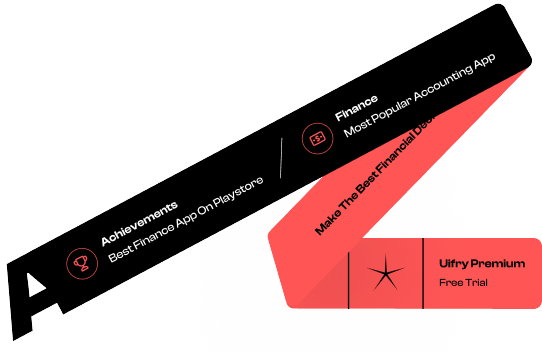 Achievements
Best Finance App On Playstore
Finance
Most Popular Accounting App
Make The Best Financial
Uifry Premium
Free Trial